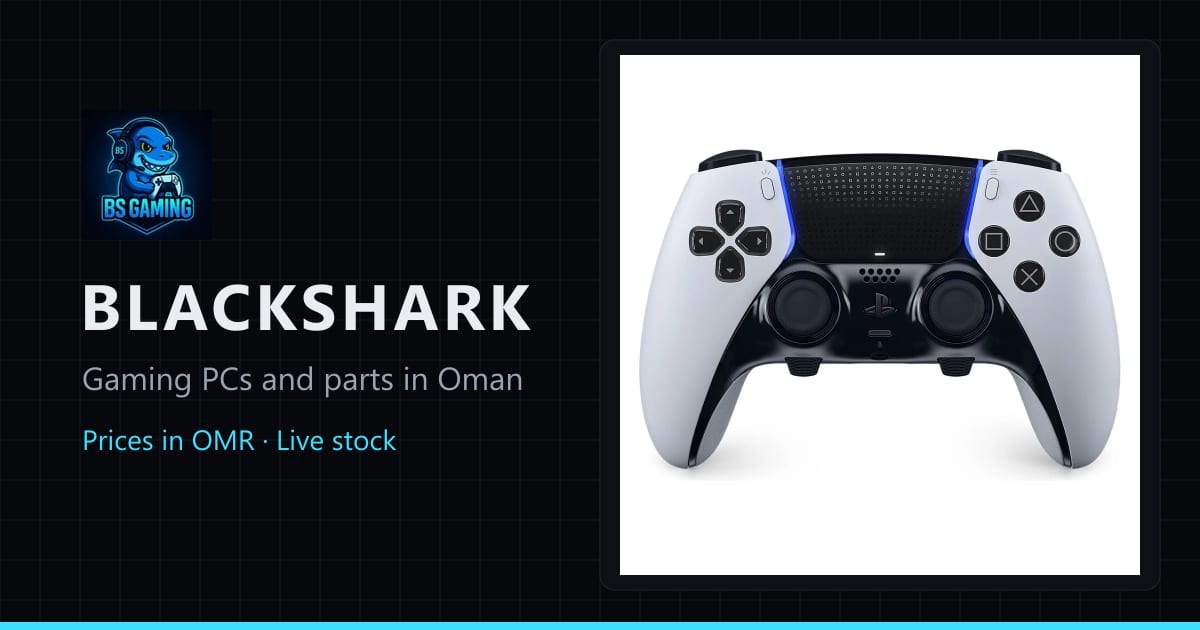 BS
BS GAMING
BLACKSHARK
Gaming PCs and parts in Oman
Prices in OMR · Live stock